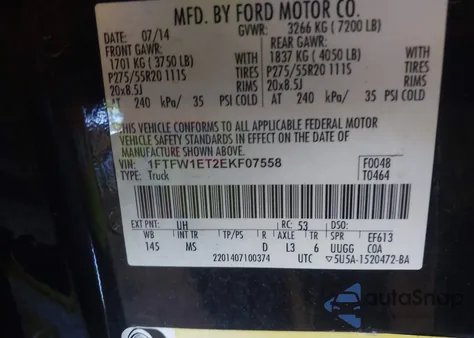 MFD. BY FORD MOTOR CO.
DATE: 07/14 GVWR: 3266 KG ( 7200 LB)
FRONT GAWR: REAR GAWR:
1701 KG ( 3750 LB) WITH 1837 KG ( 4050 LB) WITH
P275/55R20 111S TIRES P275/55R20 111S TIRES
20x8.5J RIMS 20x8.5J RIMS
AT 240 kPa/ 35 PSI COLD AT 240 kPa/ 35 PSI COLD
THIS VEHICLE CONFORMS TO ALL APPLICABLE FEDERAL MOTOR
VEHICLE SAFETY STANDARDS IN EFFECT ON THE DATE OF
MANUFACTURE SHOWN ABOVE.
VIN: 1FTFW1ET2EKF07558 F0048
TYPE: Truck T0464
EXT PNT: UH RC: 53 DSO:
WB INT TR TP/PS R AXLE TR EF613
145 MS D L3 6 UUGG COA
2201407100374 UTC ▽5U5A-1520472-BA
autoSnap